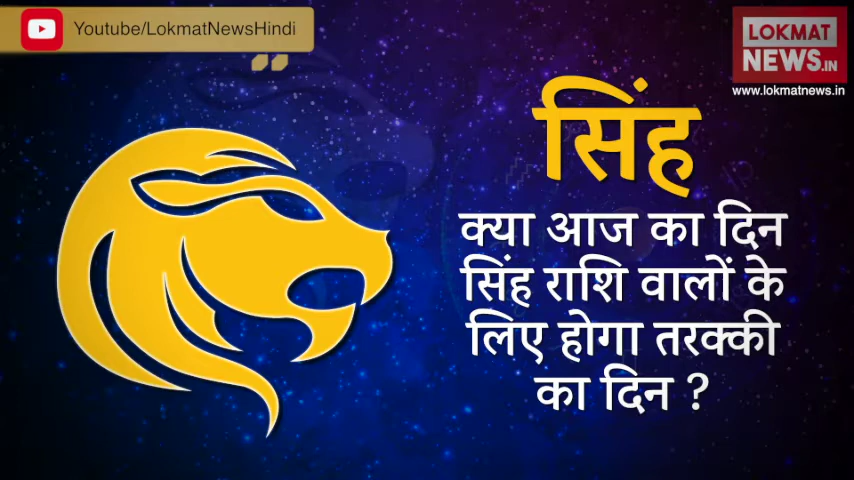 Youtube/LokmatNewsHindi
LOKMAT
NEWS.IN
www.lokmatnews.in
सिंह
क्या आज का दिन
सिंह राशि वालों के
लिए होगा तरक्की
का दिन ?